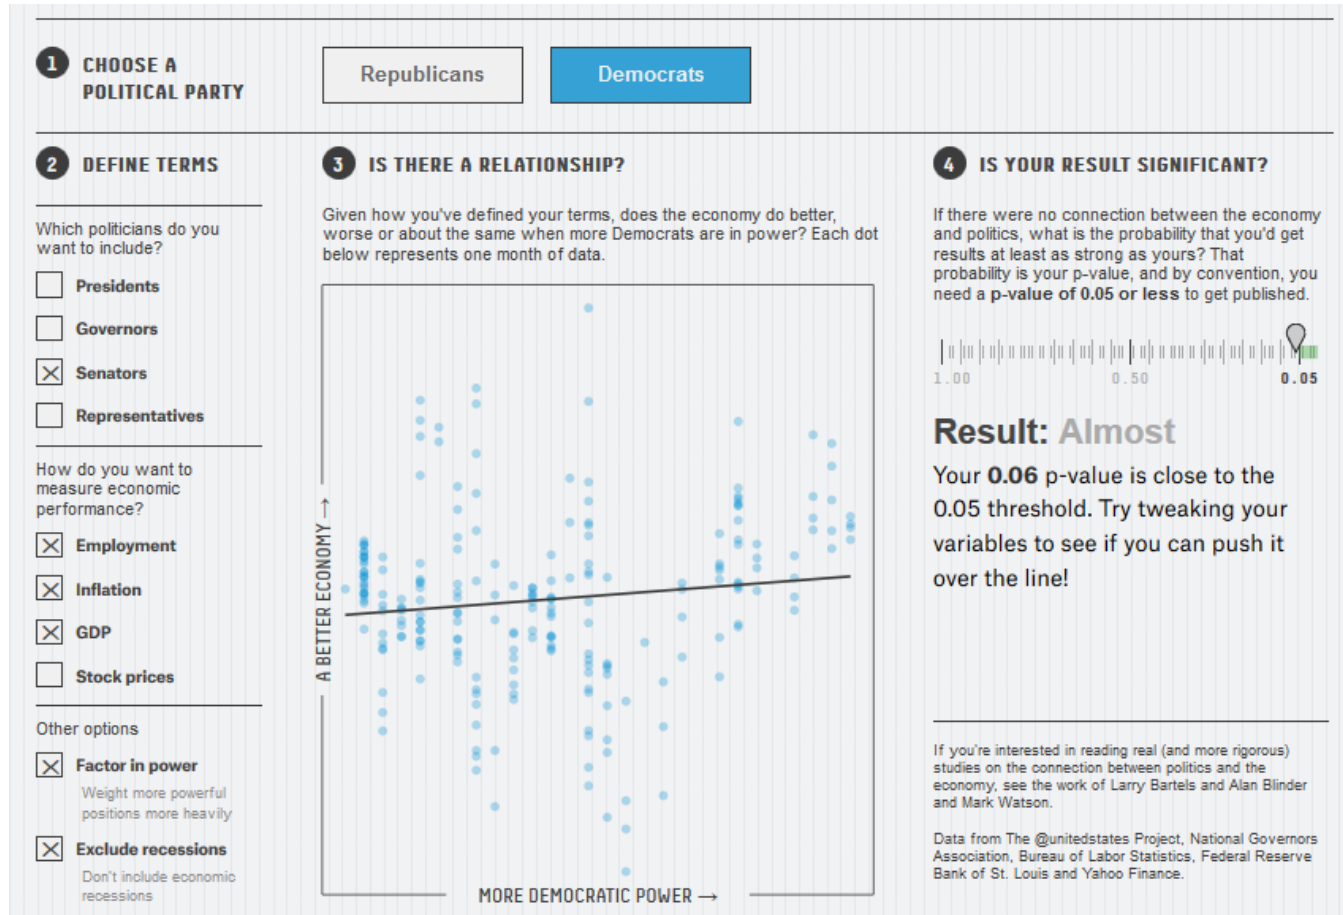 1 CHOOSE A
POLITICAL PARTY
Republicans
Democrats
2 DEFINE TERMS
Which politicians do you
want to include?
Presidents
Governors
Senators
Representatives
How do you want to
measure economic
performance?
Employment
Inflation
GDP
Stock prices
Other options
Factor in power
Weight more powerful
positions more heavily
Exclude recessions
Don't include economic
recessions
3 IS THERE A RELATIONSHIP?
Given how you've defined your terms, does the economy do better,
worse or about the same when more Democrats are in power? Each dot
below represents one month of data.
A BETTER ECONOMY →
MORE DEMOCRATIC POWER →
4 IS YOUR RESULT SIGNIFICANT?
If there were no connection between the economy
and politics, what is the probability that you'd get
results at least as strong as yours? That
probability is your p-value, and by convention, you
need a p-value of 0.05 or less to get published.
1.00 0.50 0.05
Result: Almost
Your 0.06 p-value is close to the
0.05 threshold. Try tweaking your
variables to see if you can push it
over the line!
If you're interested in reading real (and more rigorous)
studies on the connection between politics and the
economy, see the work of Larry Bartels and Alan Blinder
and Mark Watson.
Data from The @unitedstates Project, National Governors
Association, Bureau of Labor Statistics, Federal Reserve
Bank of St. Louis and Yahoo Finance.